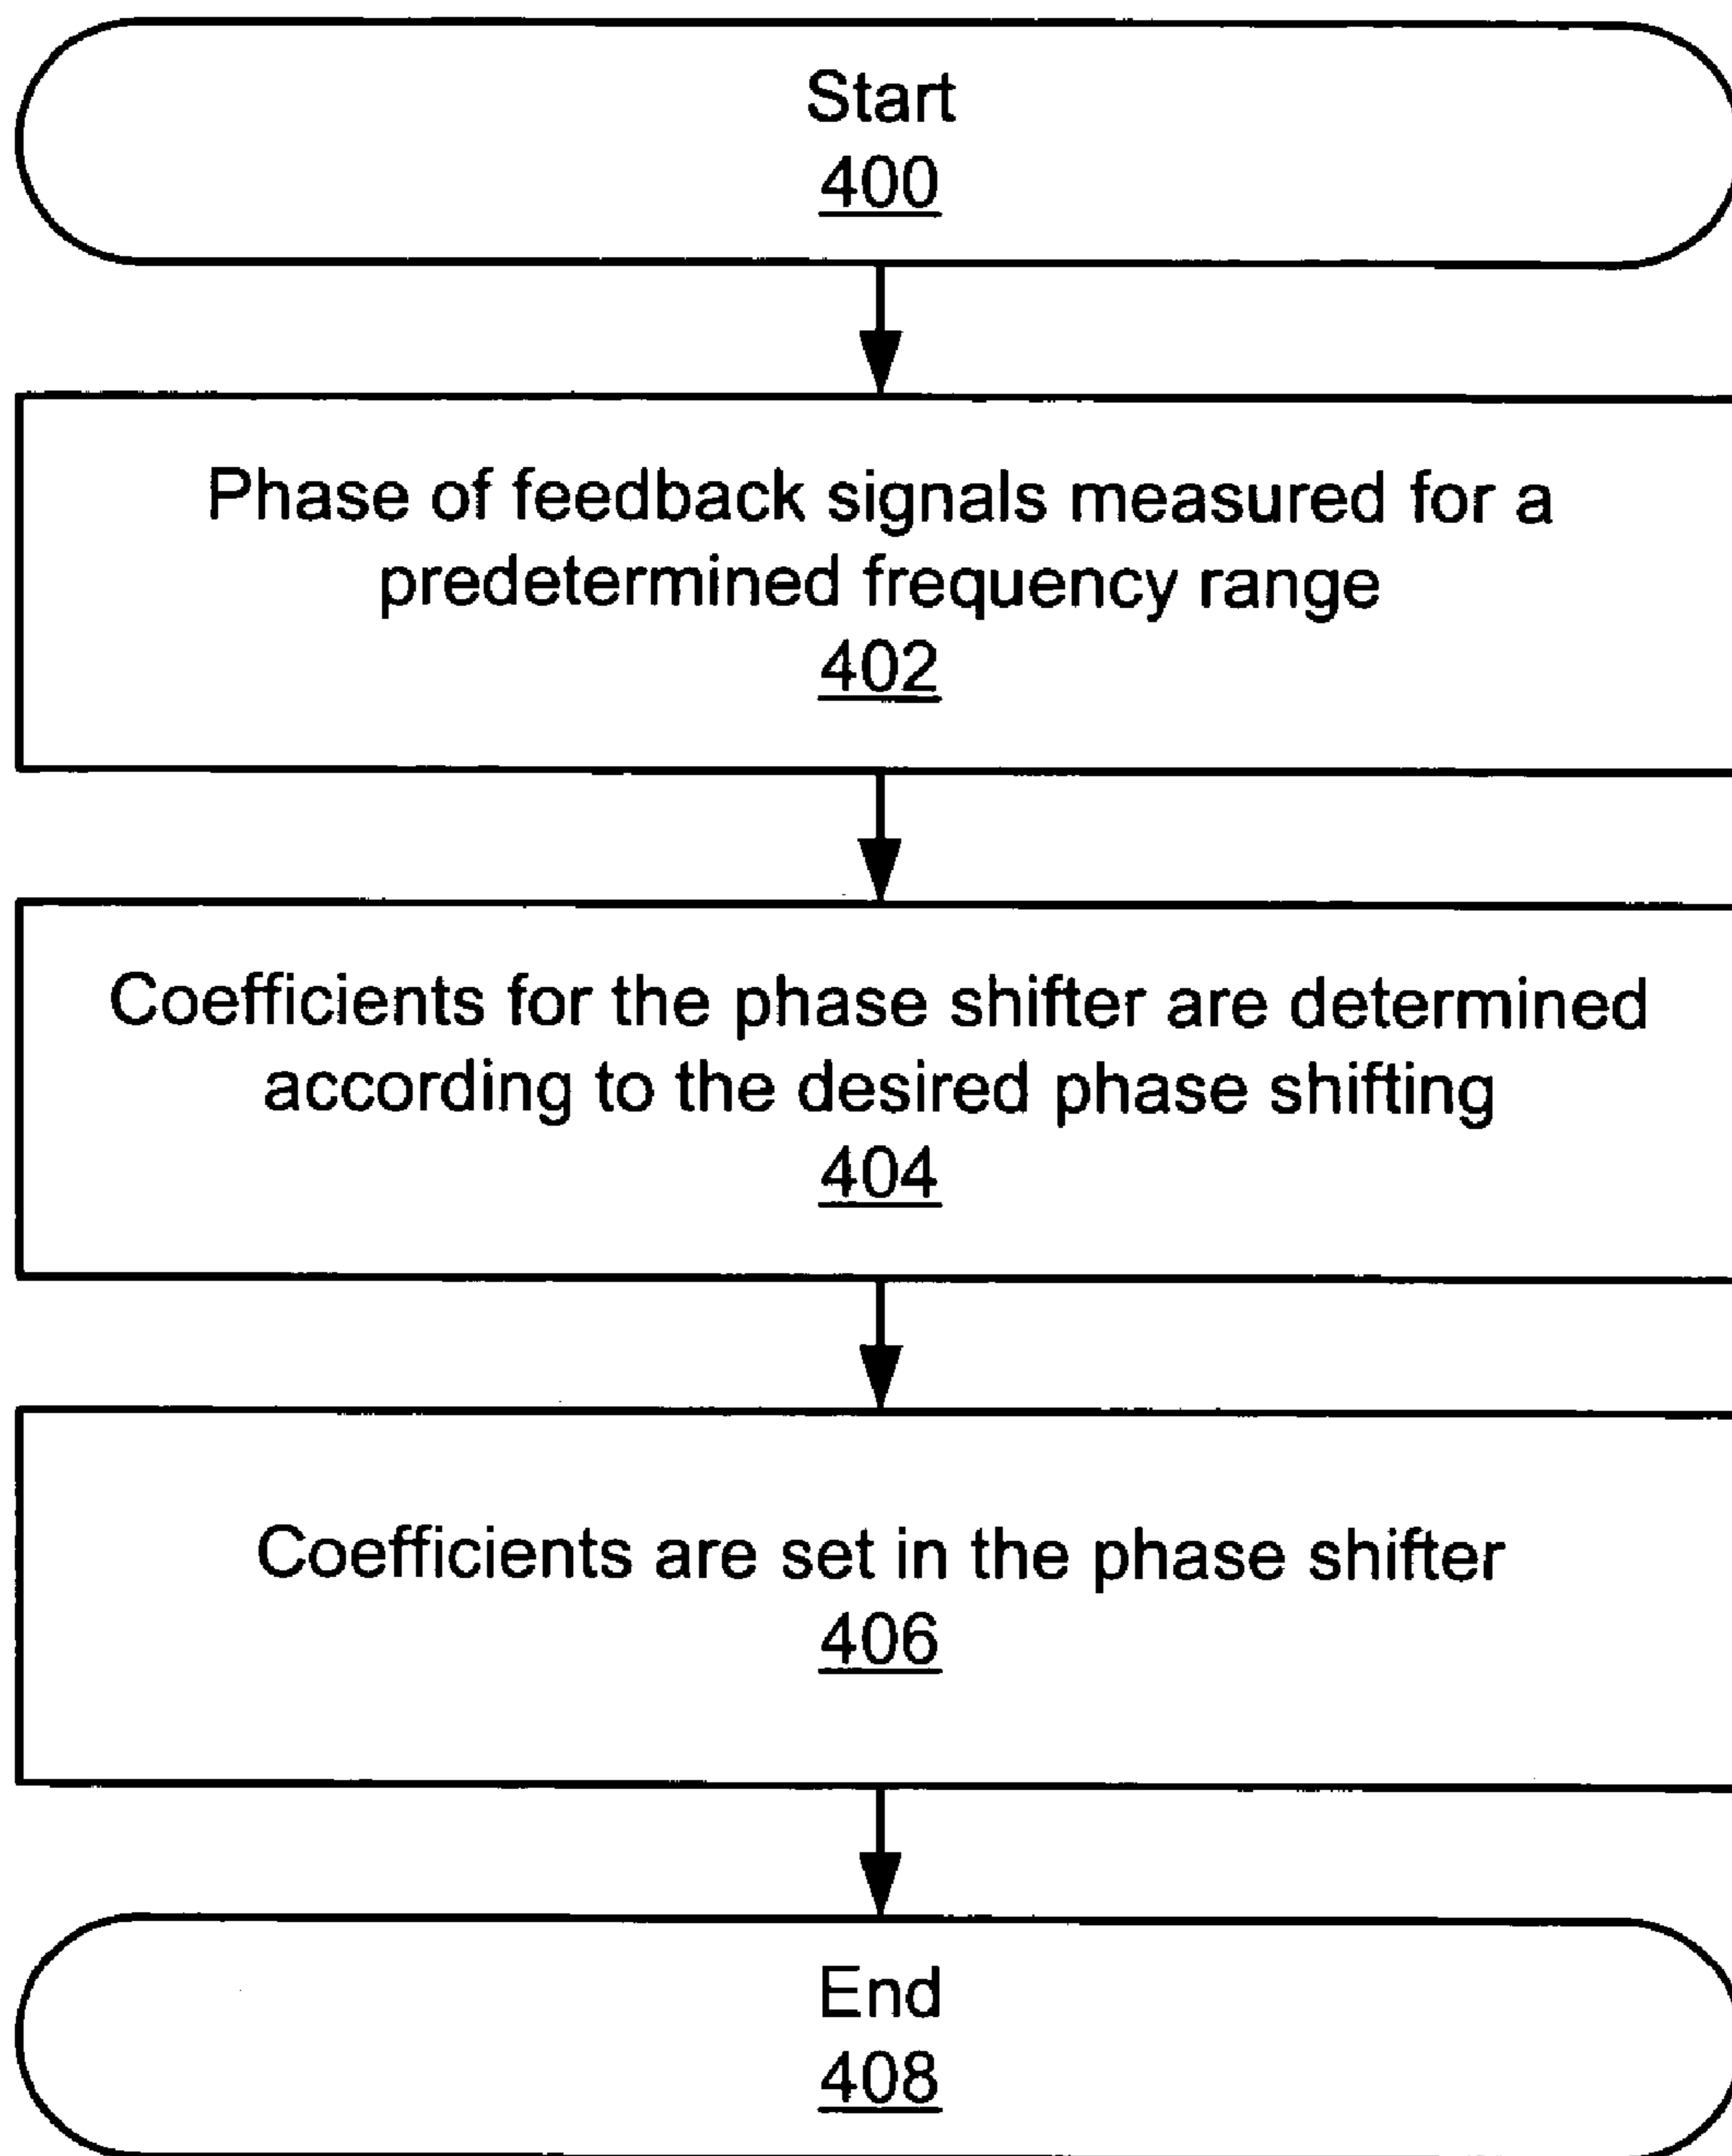 Start
400
Phase of feedback signals measured for a
predetermined frequency range
402
Coefficients for the phase shifter are determined
according to the desired phase shifting
404
Coefficients are set in the phase shifter
406
End
408